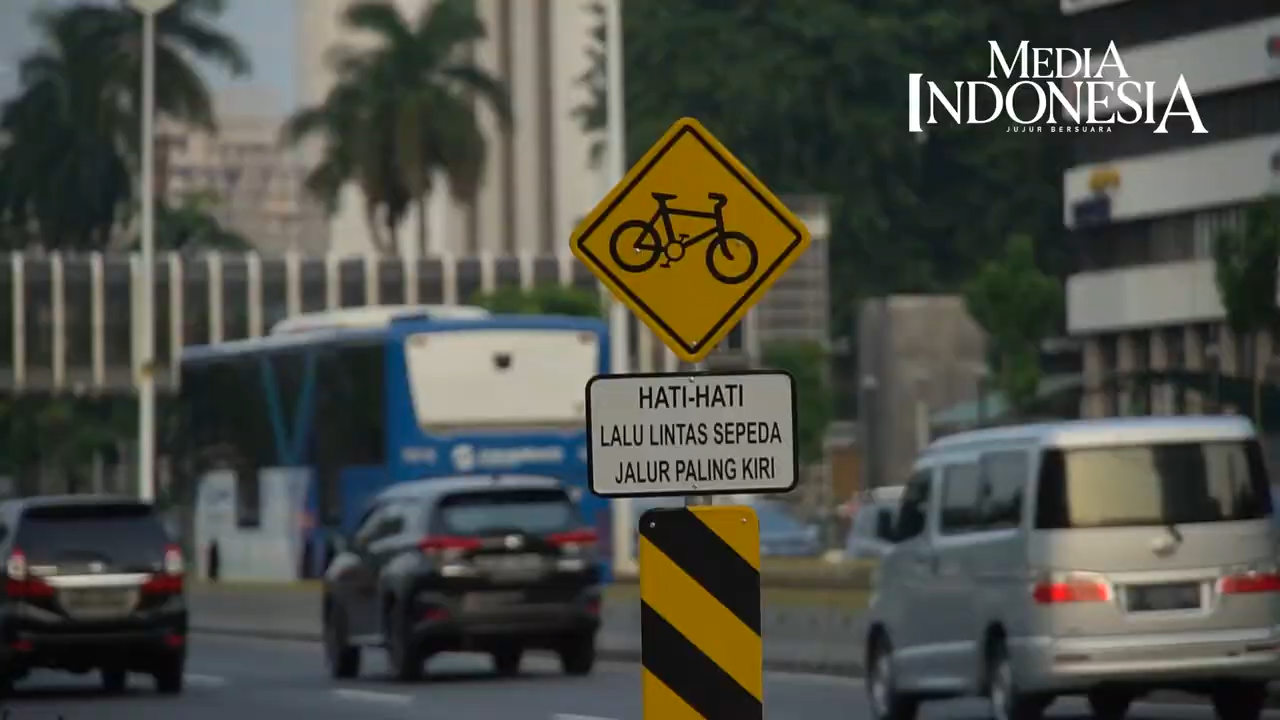 MEDIA
INDONESIA
JUJUR BERSUARA
HATI-HATI
LALU LINTAS SEPEDA
JALUR PALING KIRI